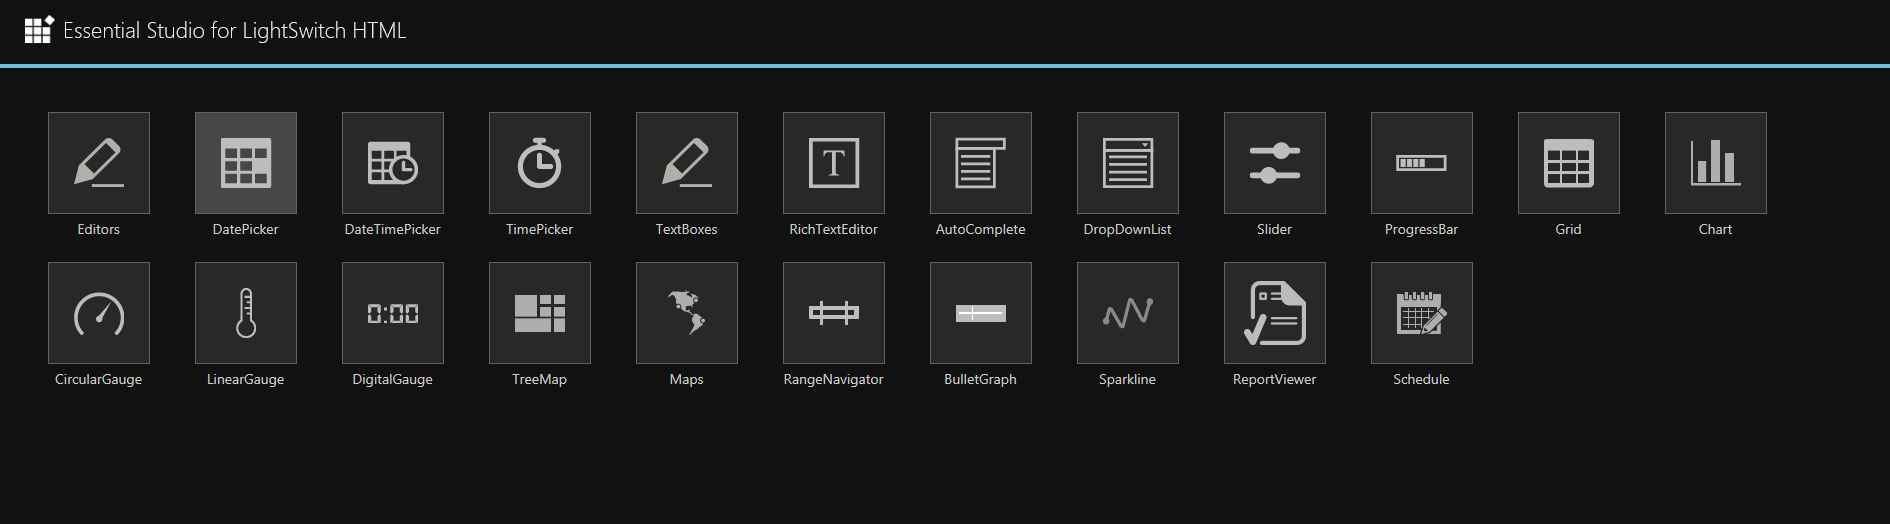 Essential Studio for LightSwitch HTML
T
Editors DatePicker DateTimePicker TimePicker TextBoxes RichTextEditor AutoComplete DropDownList Slider ProgressBar Grid Chart
0:00
CircularGauge LinearGauge DigitalGauge TreeMap Maps RangeNavigator BulletGraph Sparkline ReportViewer Schedule